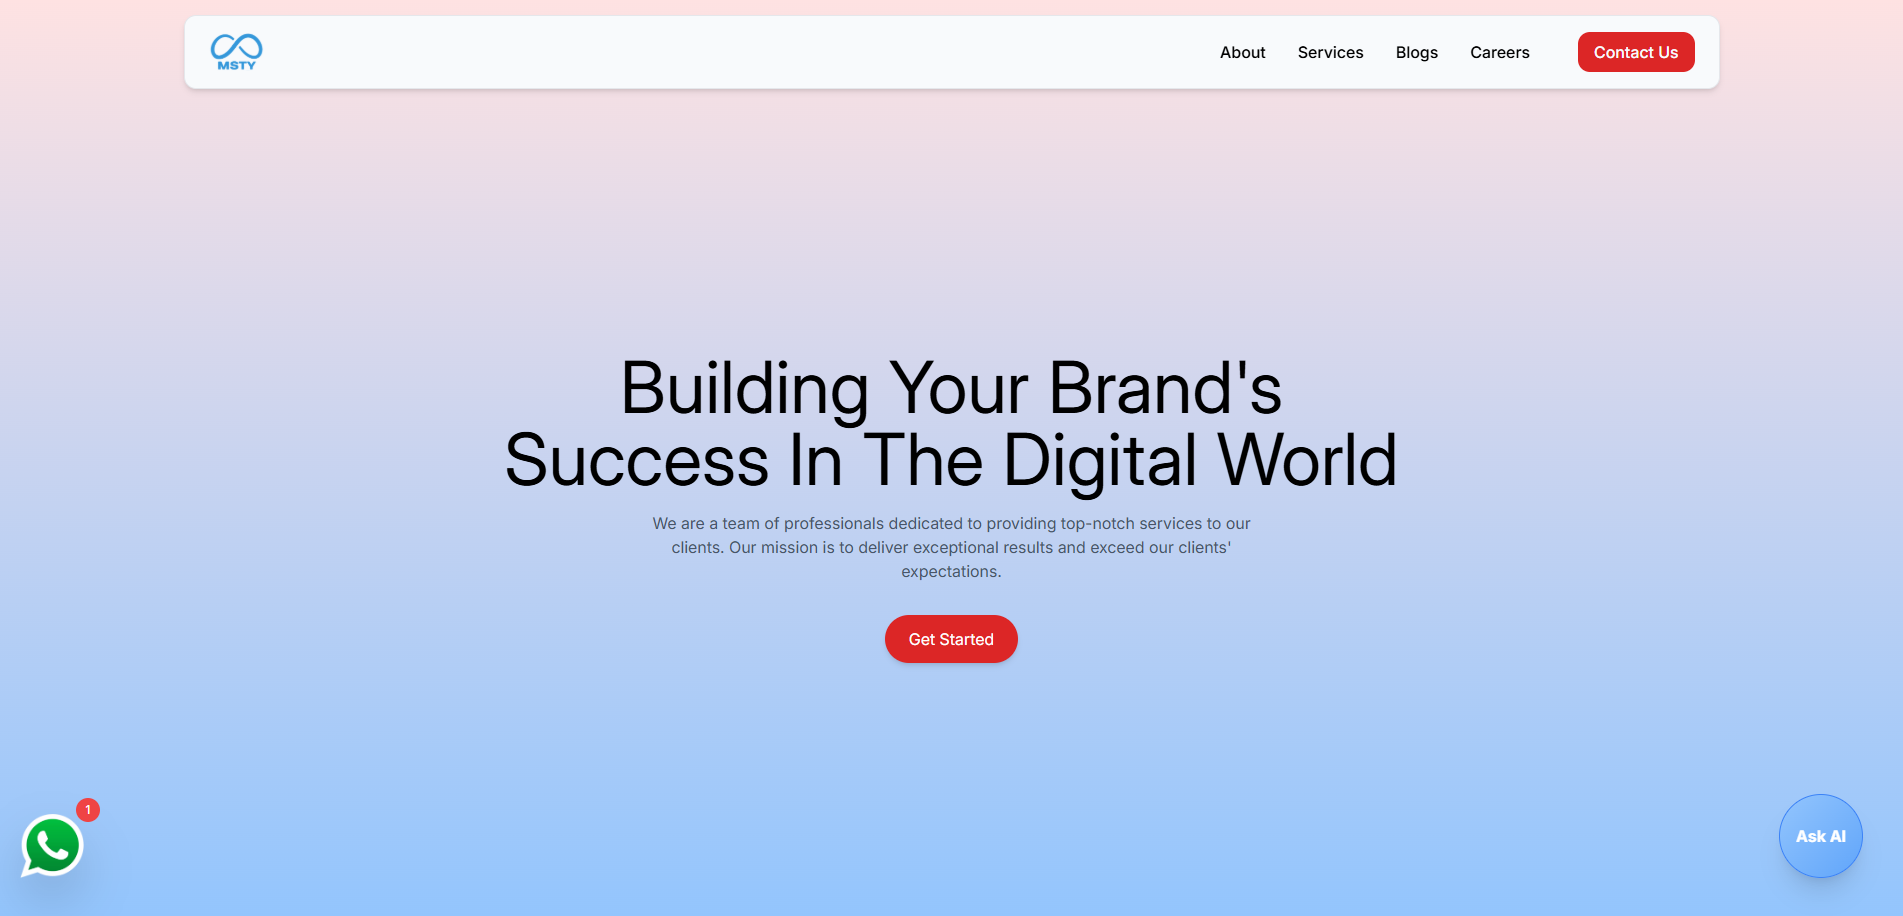 MSTY
About
Services
Blogs
Careers
Contact Us
Building Your Brand's
Success In The Digital World
We are a team of professionals dedicated to providing top-notch services to our
clients. Our mission is to deliver exceptional results and exceed our clients'
expectations.
Get Started
1
Ask AI